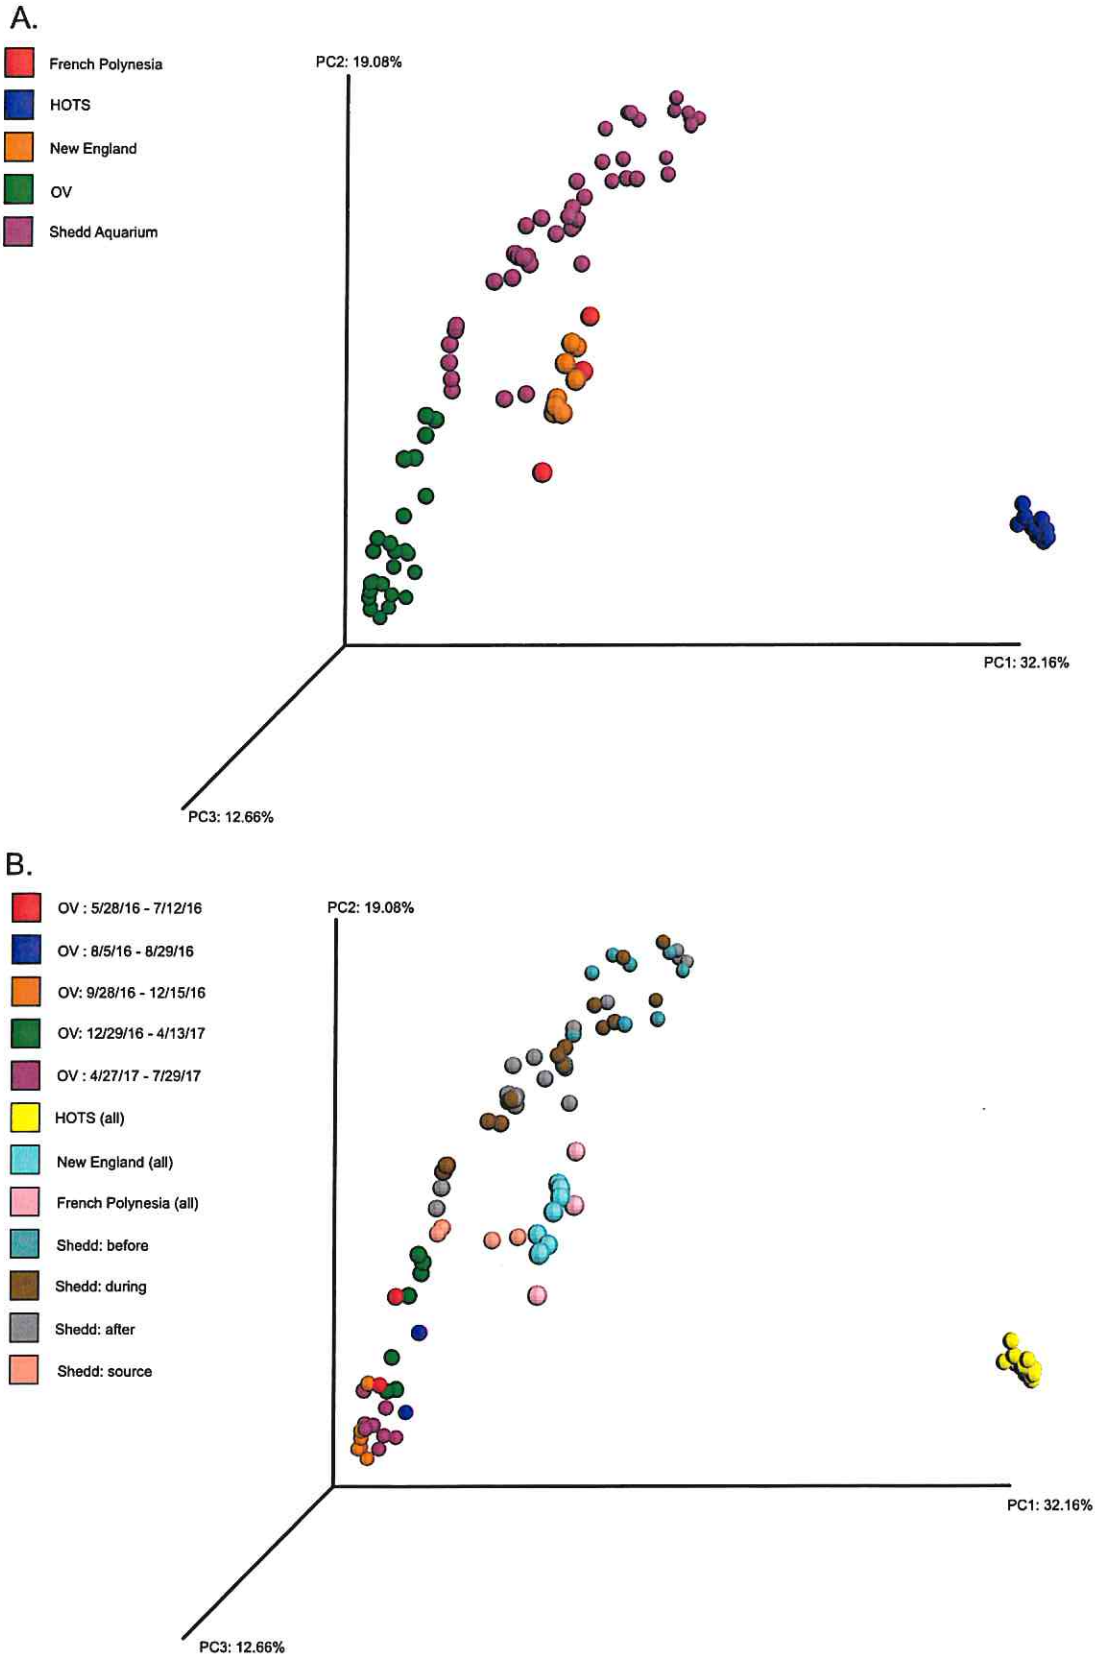 A.
French Polynesia
HOTS
New England
OV
Shedd Aquarium
PC2: 19.08%
PC1: 32.16%
PC3: 12.66%
B.
OV : 5/28/16 - 7/12/16
OV : 8/5/16 - 8/29/16
OV: 9/28/16 - 12/15/16
OV: 12/29/16 - 4/13/17
OV : 4/27/17 - 7/29/17
HOTS (all)
New England (all)
French Polynesia (all)
Shedd: before
Shedd: during
Shedd: after
Shedd: source
PC2: 19.08%
PC1: 32.16%
PC3: 12.66%